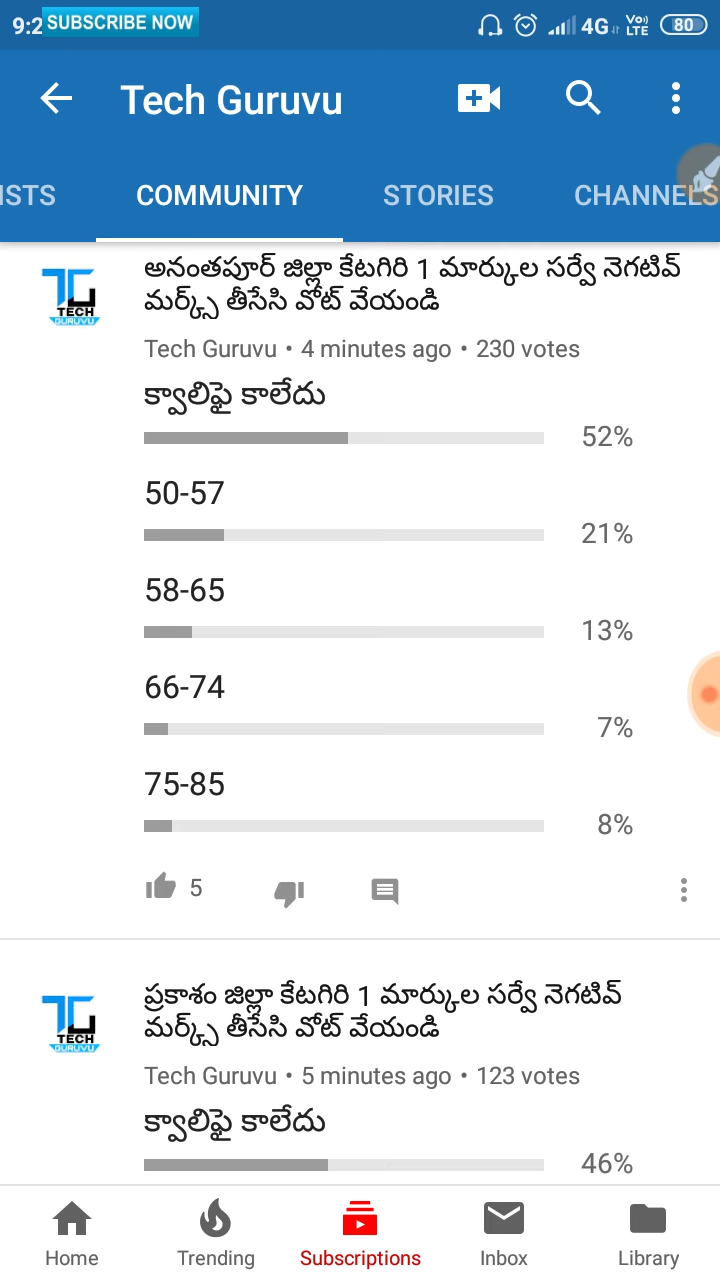 9:2 SUBSCRIBE NOW 4G Vo) LTE 80
Tech Guruvu
ISTS COMMUNITY STORIES CHANNELS
అనంతపూర్ జిల్లా కేటగిరి 1 మార్కుల సర్వే నెగటివ్
మర్క్స్ తీసేసి వోట్ వేయండి
TECH
GURUVU
Tech Guruvu • 4 minutes ago • 230 votes
క్వాలిఫై కాలేదు
52%
50-57
21%
58-65
13%
66-74
7%
75-85
8%
5
ప్రకాశం జిల్లా కేటగిరి 1 మార్కుల సర్వే నెగటివ్
మర్క్స్ తీసేసి వోట్ వేయండి
TECH
GURUVU
Tech Guruvu • 5 minutes ago • 123 votes
క్వాలిఫై కాలేదు
46%
Home Trending Subscriptions Inbox Library